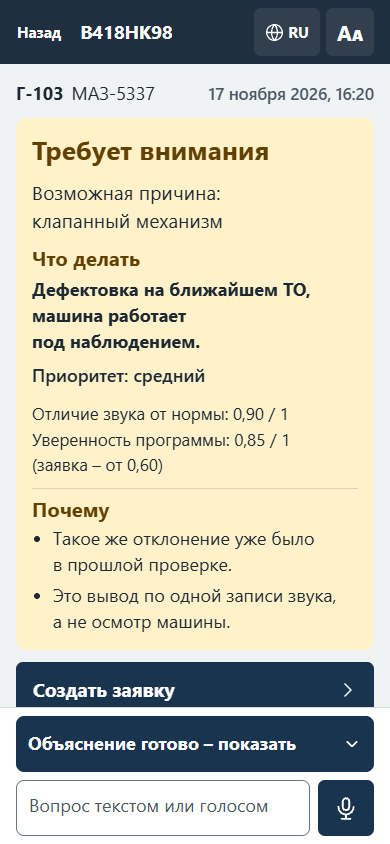 Назад В418НК98 RU Аа
Г-103 МАЗ-5337 17 ноября 2026, 16:20
Требует внимания
Возможная причина:
клапанный механизм
Что делать
Дефектовка на ближайшем ТО,
машина работает
под наблюдением.
Приоритет: средний
Отличие звука от нормы: 0,90 / 1
Уверенность программы: 0,85 / 1
(заявка – от 0,60)
Почему
• Такое же отклонение уже было
в прошлой проверке.
• Это вывод по одной записи звука,
а не осмотр машины.
Создать заявку
Объяснение готово – показать
Вопрос текстом или голосом